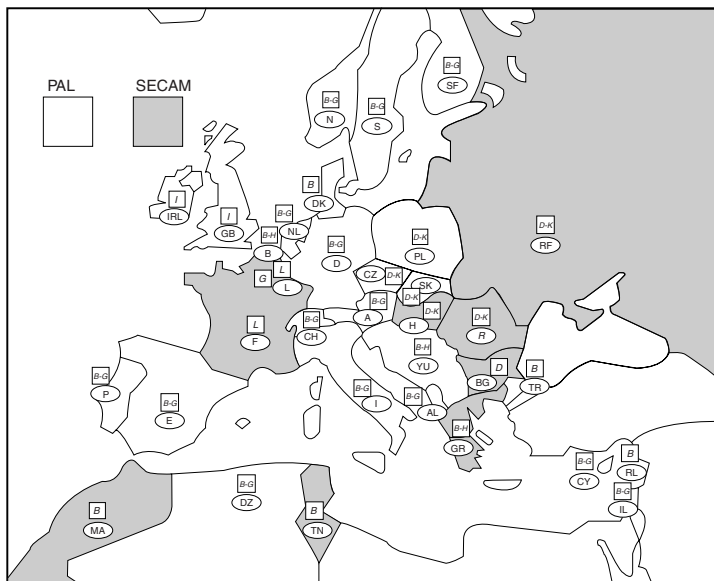 PAL SECAM
B-G
SF
B-G
N
B-G
S
B
DK
I
IRL
I
GB
B-G
NL
B-H
B
B-G
D
D-K
PL
D-K
RF
CZ D-K
SK
G L
L
B-G
A
D-K
D-K
H
D-K
R
L
F
B-G
CH
B-H
YU
D
BG
B
TR
B-G
P
B-G
E
B-G
I
B-G
AL
B-H
GR
B-G
CY
B
RL
B-G
IL
B-G
DZ
B
MA
B
TN